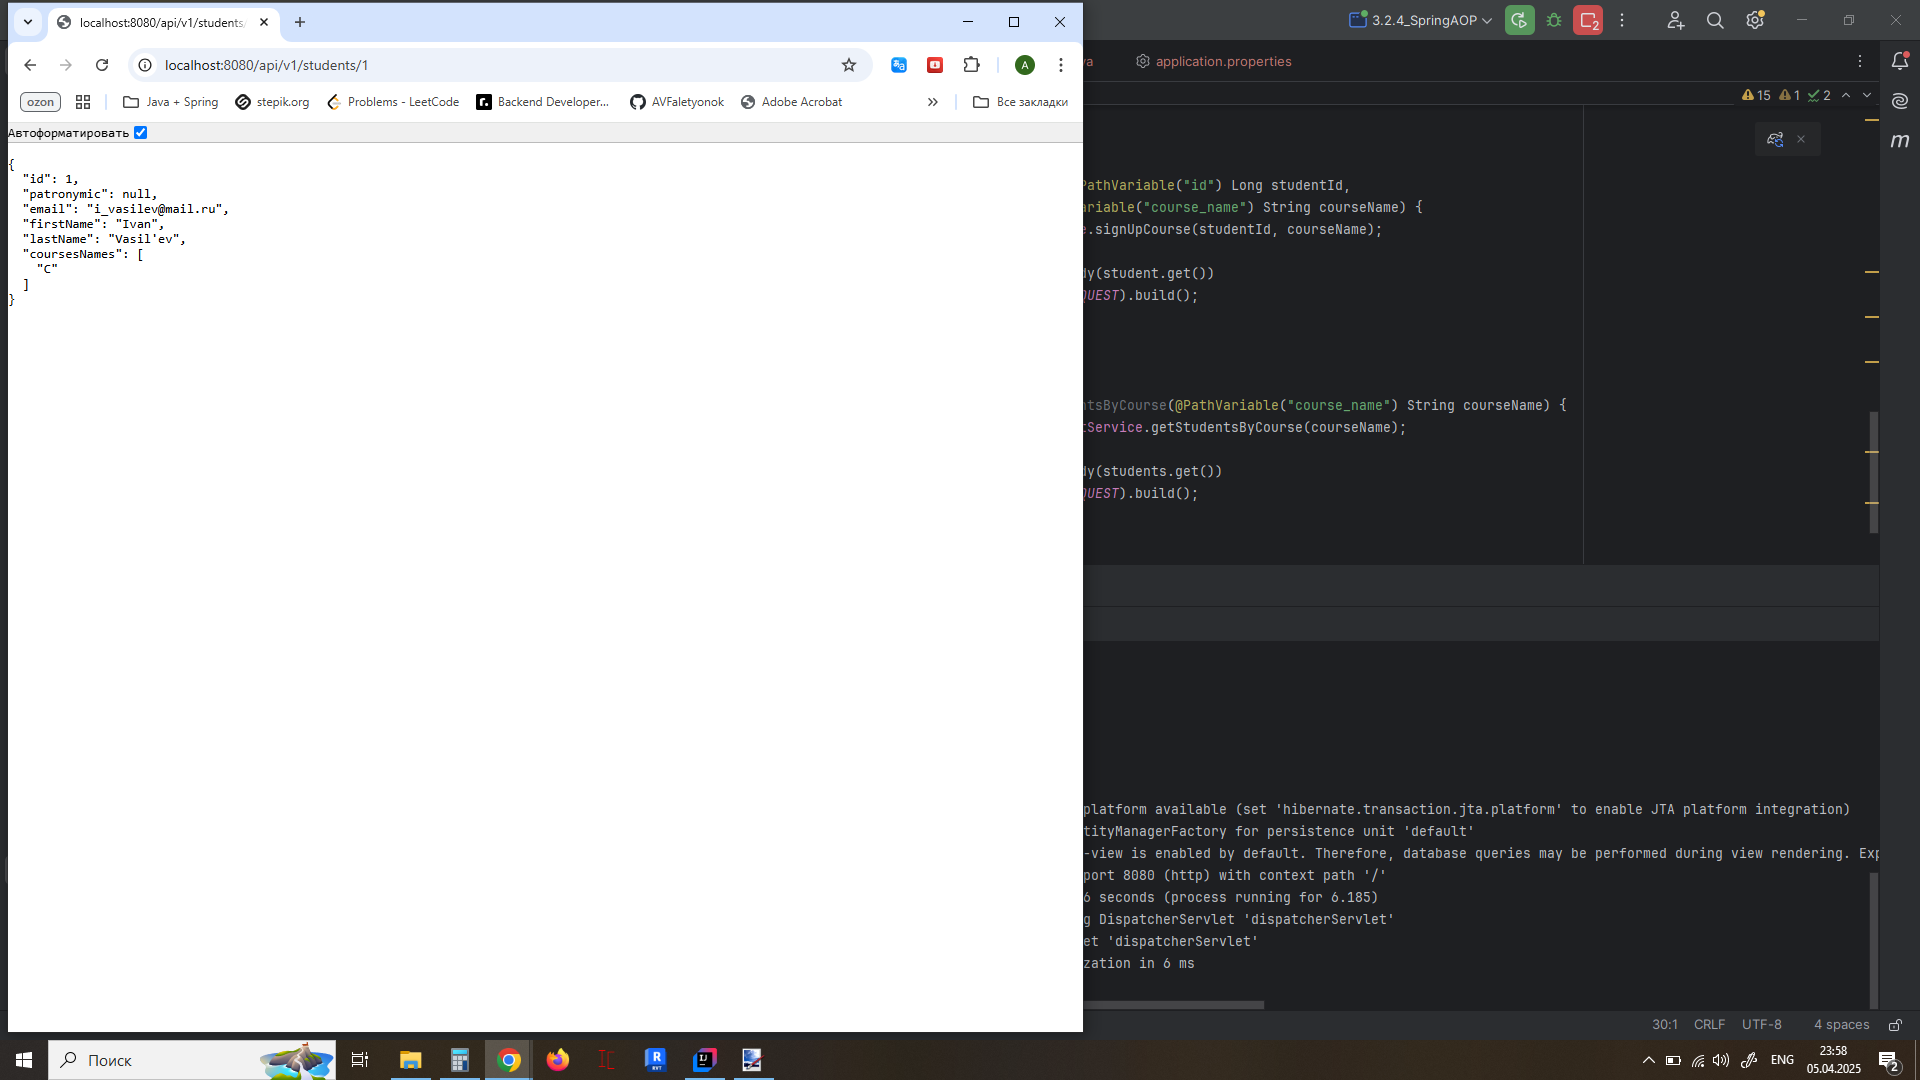 localhost:8080/api/v1/students/
localhost:8080/api/v1/students/1
A
ozon
Java + Spring
stepik.org
Problems - LeetCode
Backend Developer...
AVFaletyonok
Adobe Acrobat
»
Все закладки
Автоформатировать
{
"id": 1,
"patronymic": null,
"email": "i_vasilev@mail.ru",
"firstName": "Ivan",
"lastName": "Vasil'ev",
"coursesNames": [
"C"
]
}
3.2.4_SpringAOP
2
va
application.properties
15
1
2
m
PathVariable("id") Long studentId,
ariable("course_name") String courseName) {
.signUpCourse(studentId, courseName);
dy(student.get())
QUEST).build();
ntsByCourse(@PathVariable("course_name") String courseName) {
tService.getStudentsByCourse(courseName);
dy(students.get())
QUEST).build();
platform available (set 'hibernate.transaction.jta.platform' to enable JTA platform integration)
tityManagerFactory for persistence unit 'default'
-view is enabled by default. Therefore, database queries may be performed during view rendering. Exp
port 8080 (http) with context path '/'
6 seconds (process running for 6.185)
g DispatcherServlet 'dispatcherServlet'
et 'dispatcherServlet'
zation in 6 ms
30:1
CRLF
UTF-8
4 spaces
Поиск
R
RVT
IJ
ENG
23:58
05.04.2025
2